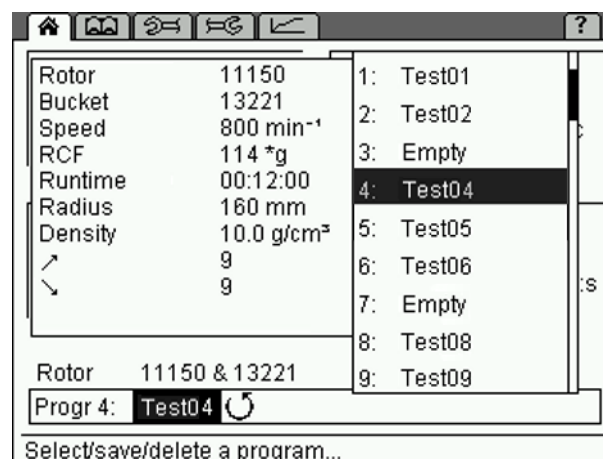 ?
Rotor 11150
Bucket 13221
Speed 800 min⁻¹
RCF 114 *g
Runtime 00:12:00
Radius 160 mm
Density 10.0 g/cm³
↗ 9
↘ 9
1: Test01
2: Test02
3: Empty
4: Test04
5: Test05
6: Test06
7: Empty
8: Test08
9: Test09
Rotor 11150 & 13221
Progr 4: Test04
Select/save/delete a program...